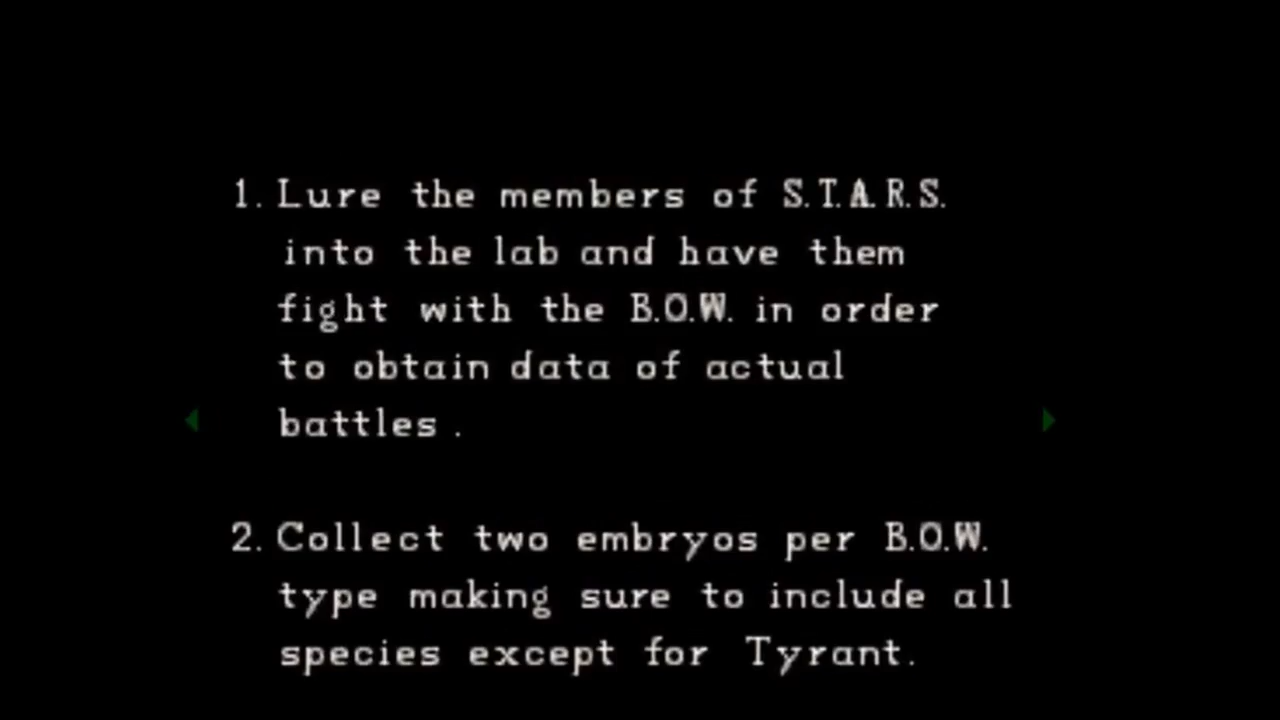 1. Lure the members of S.T.A.R.S.
into the lab and have them
fight with the B.O.W. in order
to obtain data of actual
battles .
2. Collect two embryos per B.O.W.
type making sure to include all
species except for Tyrant.